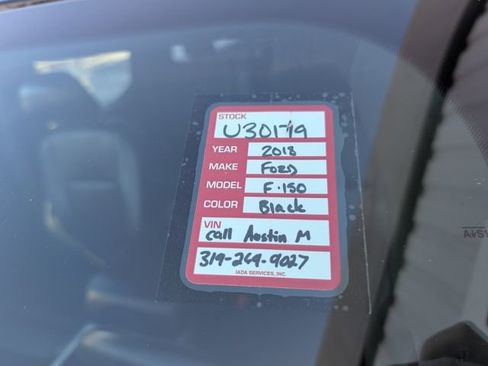 STOCK
U30179
YEAR 2018
MAKE Ford
MODEL F-150
COLOR Black
VIN
Call Austin M
319-269-9027
IADA SERVICES, INC.